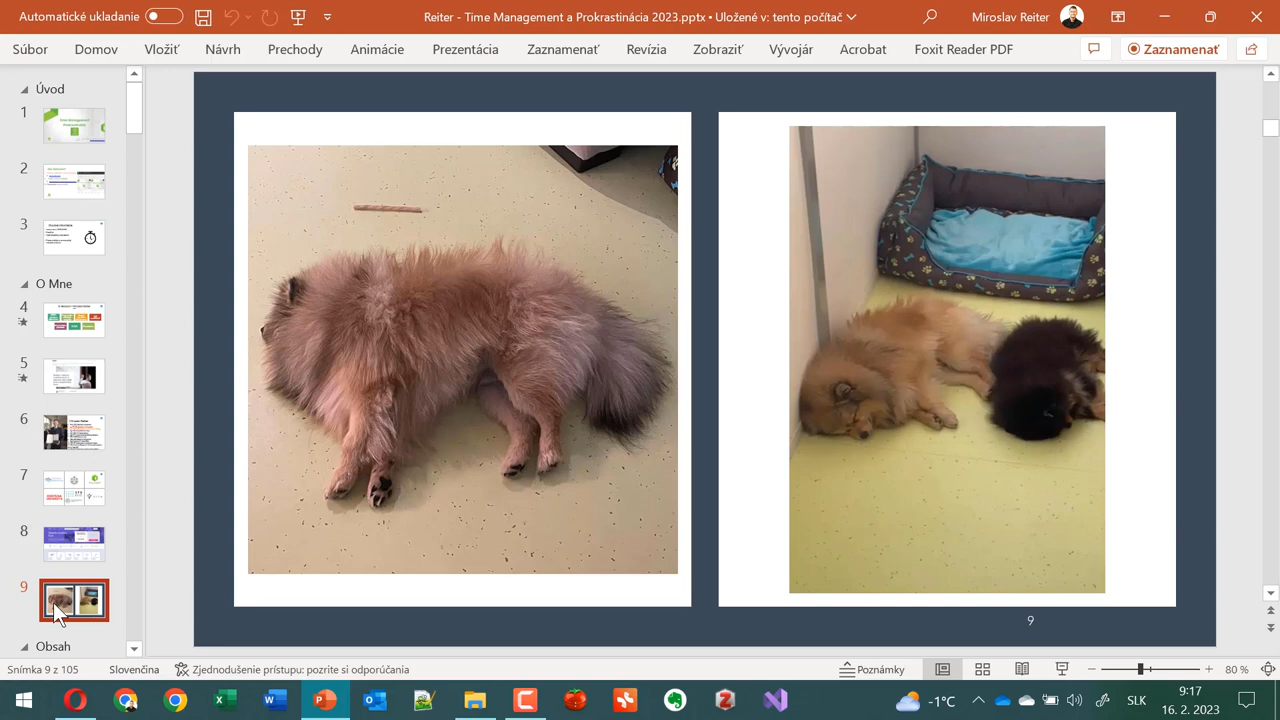 Automatické ukladanie
Reiter - Time Management a Prokrastinácia 2023.pptx • Uložené v: tento počítač
Miroslav Reiter
Súbor Domov Vložiť Návrh Prechody Animácie Prezentácia Zaznamenať Revízia Zobraziť Vývojár Acrobat Foxit Reader PDF
Zaznamenať
Úvod
1
2
3
O Mne
4
5
6
7
8
9
Obsah
9
Snímka 9 z 105 Slovenčina Zjednodušenie prístupu: pozrite si odporúčania Poznámky 80 %
-1°C SLK 9:17
16. 2. 2023